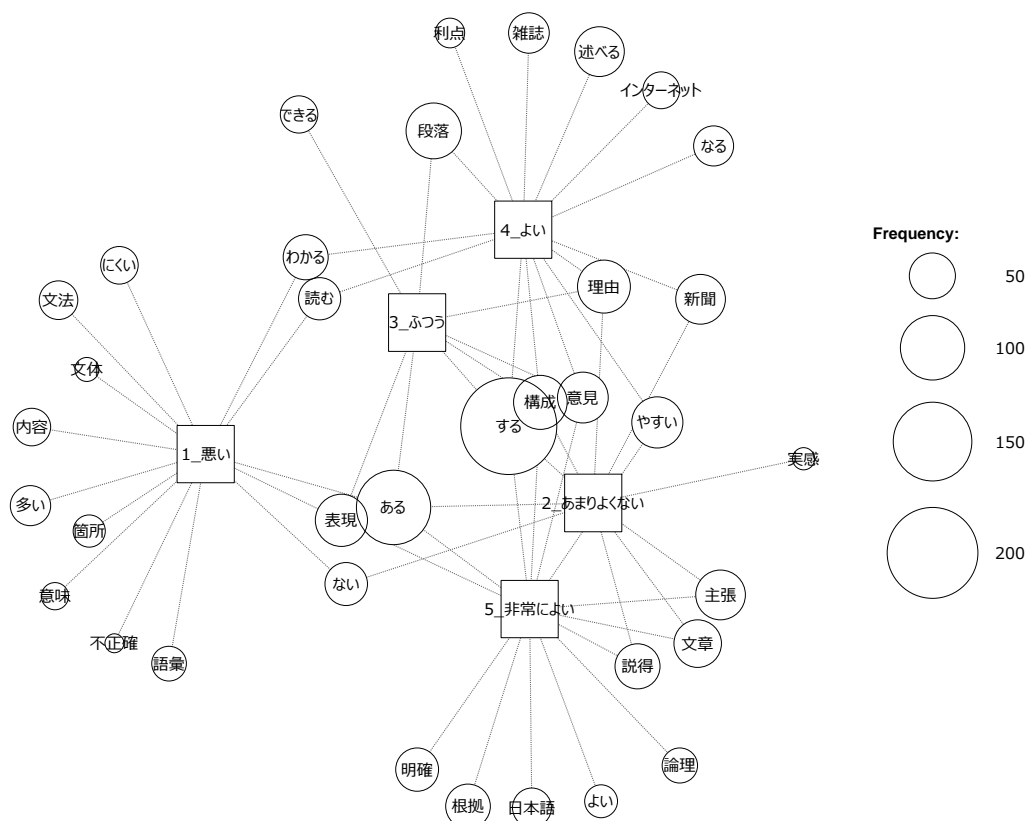 利点
雑誌
述べる
インターネット
できる
段落
なる
4_よい
Frequency:
わかる
にくい
50
読む
理由
新聞
文法
3_ふつう
100
文体
構成
意見
する
やすい
内容
150
1_悪い
実感
多い
ある
2_あまりよくない
表現
箇所
200
ない
意味
主張
5_非常によい
不正確
文章
語彙
説得
明確
論理
根拠
日本語
よい